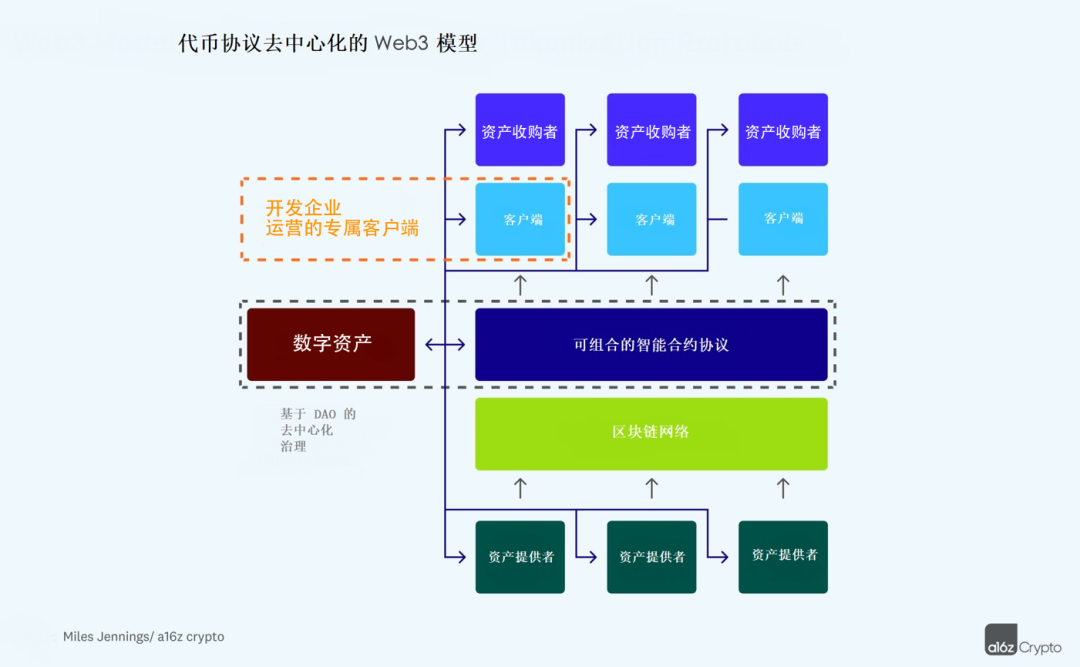 代币协议去中心化的 Web3 模型
资产收购者
资产收购者
资产收购者
开发企业
运营的专属客户端
客户端
客户端
客户端
数字资产
可组合的智能合约协议
基于 DAO 的
去中心化
治理
区块链网络
资产提供者
资产提供者
资产提供者
Miles Jennings/ a16z crypto
a16z Crypto